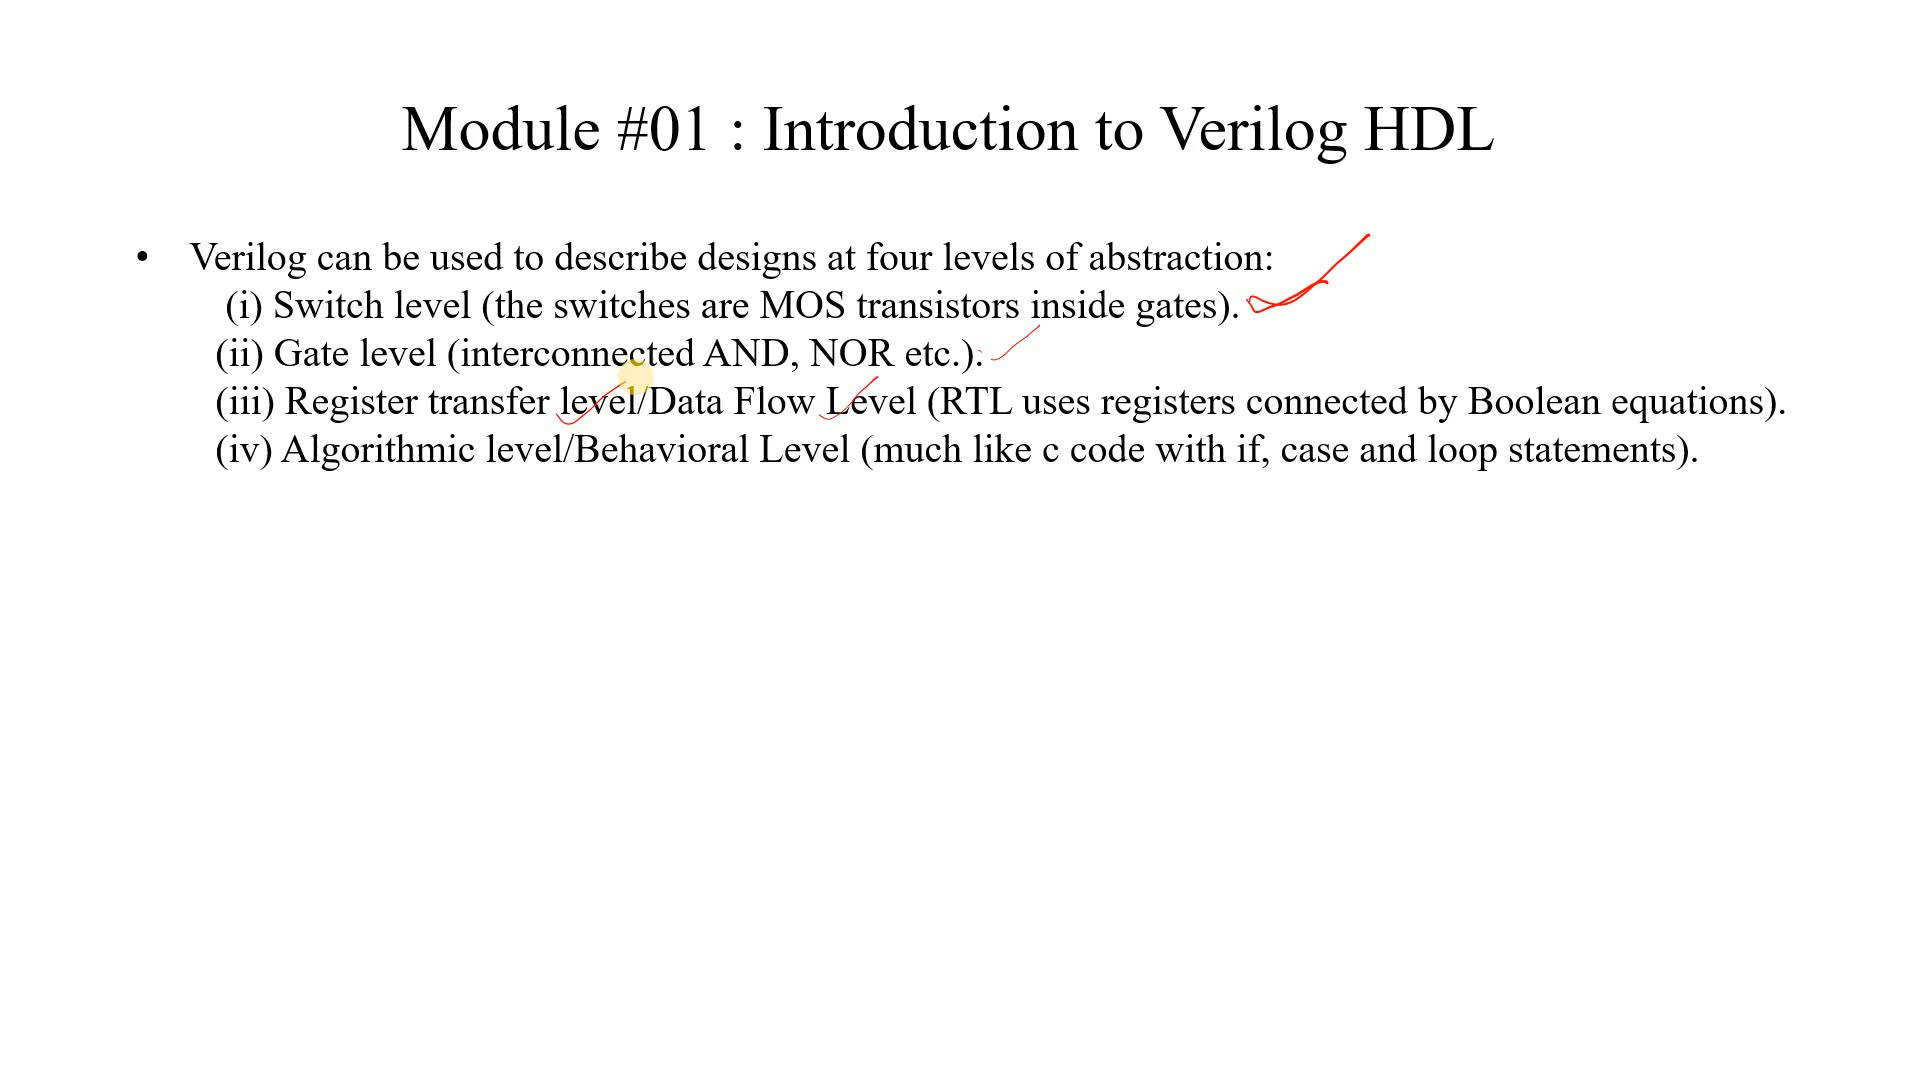 Module #01 : Introduction to Verilog HDL
• Verilog can be used to describe designs at four levels of abstraction:
(i) Switch level (the switches are MOS transistors inside gates).
(ii) Gate level (interconnected AND, NOR etc.).
(iii) Register transfer level/Data Flow Level (RTL uses registers connected by Boolean equations).
(iv) Algorithmic level/Behavioral Level (much like c code with if, case and loop statements).